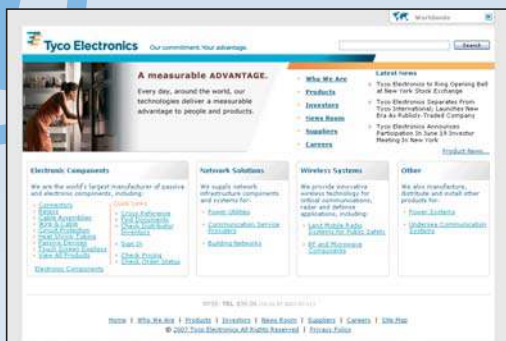 Worldwide
Tyco Electronics
Our commitment. Your advantage.
Search
A measurable ADVANTAGE.
Every day, around the world, our
technologies deliver a measurable
advantage to people and products.
Who We Are
Products
Investors
News Room
Suppliers
Careers
Latest News
Tyco Electronics to Ring Opening Bell
at New York Stock Exchange
Tyco Electronics Separates From
Tyco International; Launches New
Era As Publicly-Traded Company
Tyco Electronics Announces
Participation In June 19 Investor
Meeting In New York
Product News...
Electronic Components
We are the world's largest manufacturer of passive
and electronic components, including:
Connectors
Relays
Cable Assemblies
Wire & Cable
Circuit Protection
Heat Shrink Tubing
Passive Devices
Touch Screen Displays
View All Products
Electronic Components
Quick Links
Cross Reference
Find Documents
Check Distributor
Inventory
Sign In
Check Pricing
Check Order Status
Network Solutions
We supply network
infrastructure components
and systems for:
Power Utilities
Communication Service
Providers
Building Networks
Wireless Systems
We provide innovative
wireless technology for
critical communications,
radar and defense
applications, including:
Land Mobile Radio
Systems for Public Safety
RF and Microwave
Components
Other
We also manufacture,
distribute and install other
products for:
Power Systems
Undersea Communication
Systems
NYSE: TEL
Home | Who We Are | Products | Investors | News Room | Suppliers | Careers | Site Map
© 2007 Tyco Electronics All Rights Reserved | Privacy Policy